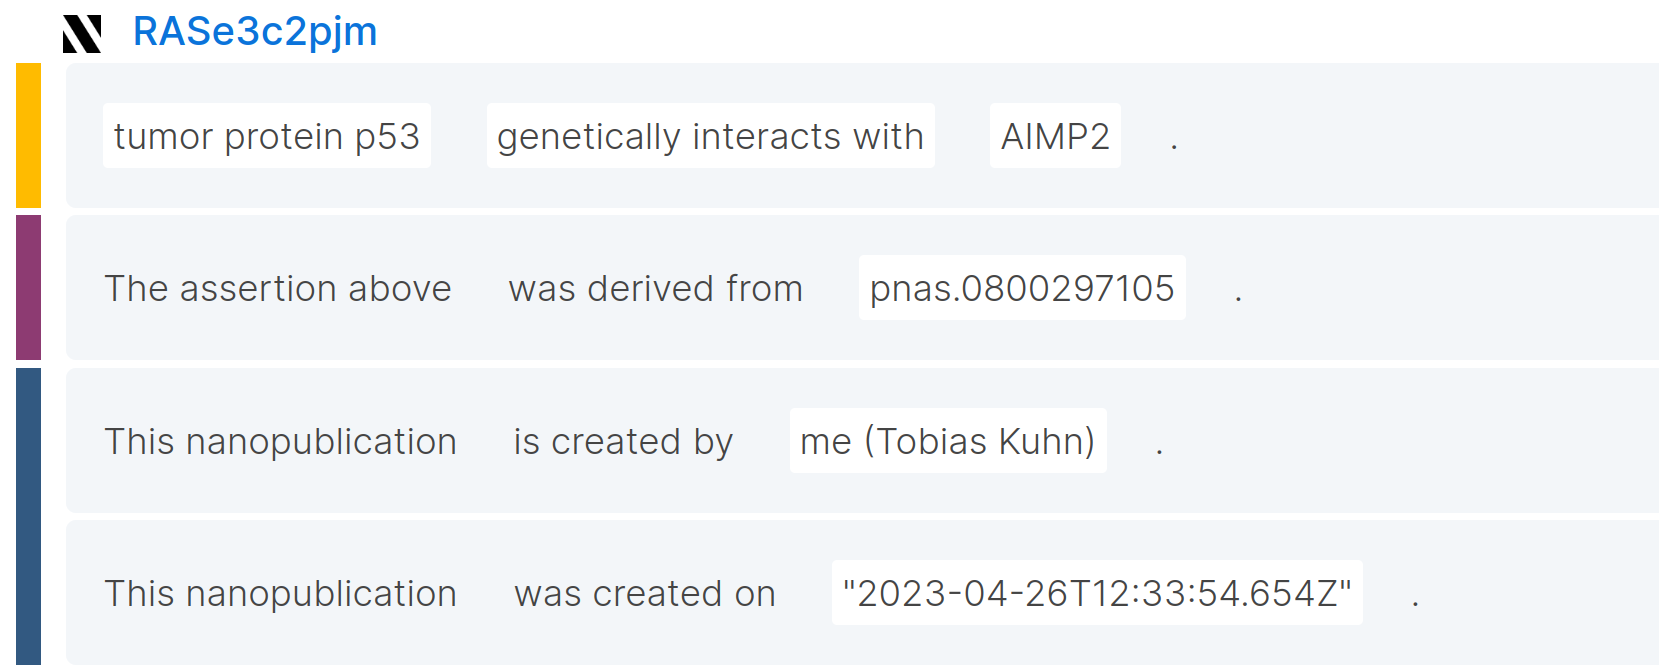 RASe3c2pjm
tumor protein p53 genetically interacts with AIMP2 .
The assertion above was derived from pnas.0800297105 .
This nanopublication is created by me (Tobias Kuhn) .
This nanopublication was created on "2023-04-26T12:33:54.654Z" .